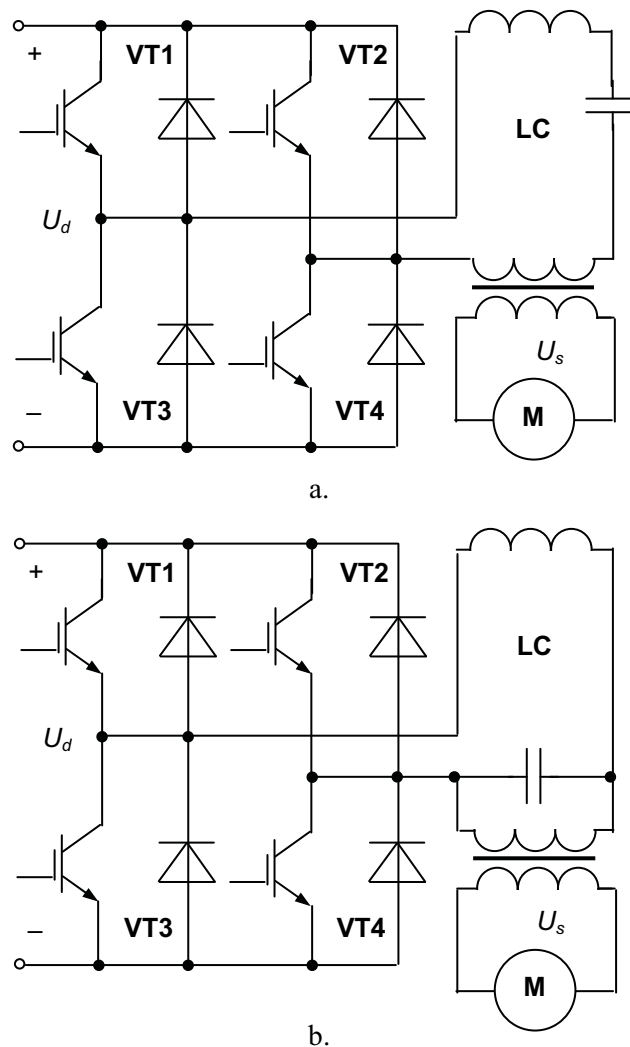 +
VT1
VT2
LC
U_d
U_s
M
–
VT3
VT4
a.
+
VT1
VT2
LC
U_d
U_s
M
–
VT3
VT4
b.